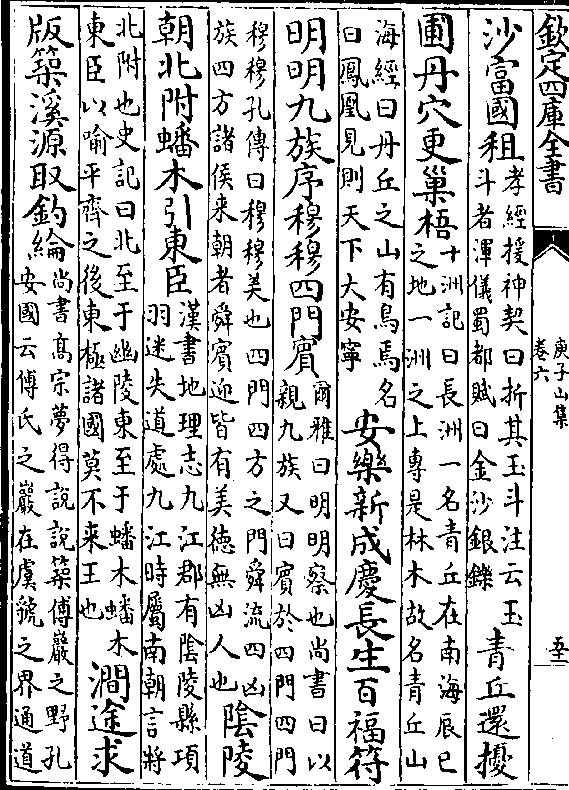 欽定四庫全書
庚子山集
卷六
沙富國租
孝經援神契曰折其玉斗注云玉
斗者渾儀蜀都賦曰金沙銀鑠
青丘還擾
圃丹穴更巢梧
十洲記曰長洲一名青丘在南海辰巳
之地一洲之上專是林木故名青丘山
海經曰丹丘之山有鳥焉名
曰鳳凰見則天下大安寧
安樂新成慶長生百福符
明明九族序穆穆四門賓
爾雅曰明明察也尚書曰以
親九族又曰賓於四門四門
穆穆孔傳曰穆穆美也四門四方之門舜流四凶
族四方諸侯來朝者舜賓迎皆有美德無凶人也
陰陵
朝北附蟠木引東臣
漢書地理志九江郡有陰陵縣項
羽迷失道處九江時屬南朝言將
北附也史記曰北至于幽陵東至于蟠木蟠木
東臣以喻平齊之後東極諸國莫不来王也
澗途求
版築溪源取釣綸
尚書高宗夢得說說築傅巖之野孔
安國云傅氏之巖在虞虢之界通道